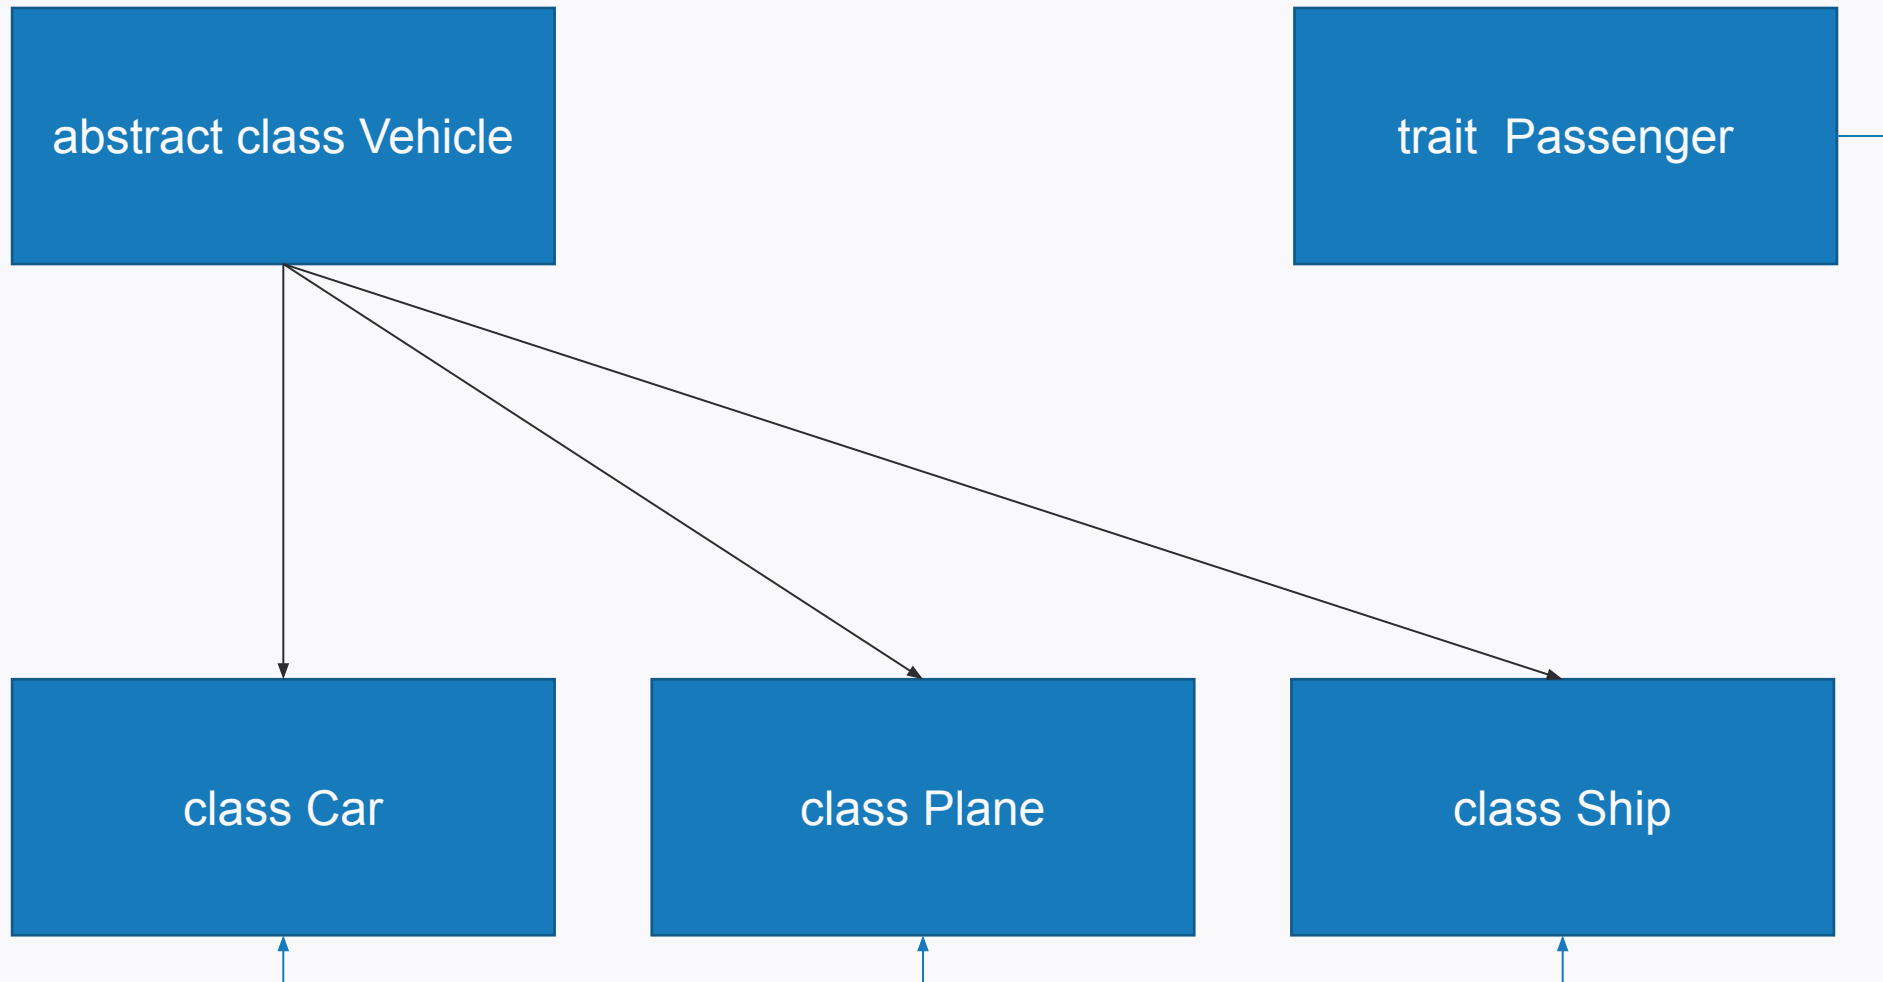 abstract class Vehicle
trait  Passenger
class Car
class Plane
class Ship